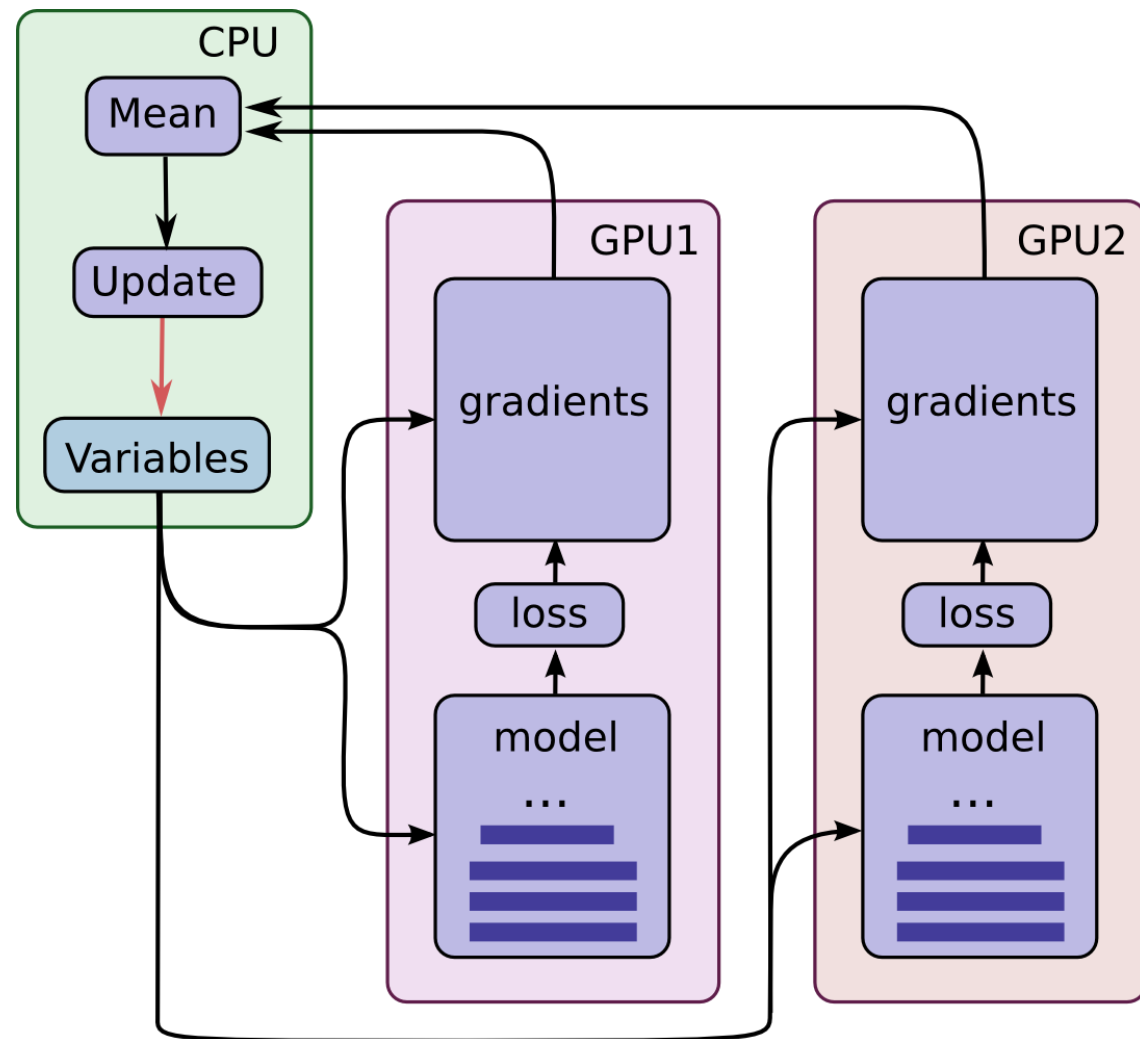 CPU
Mean
Update
Variables
GPU1
gradients
loss
model
...
GPU2
gradients
loss
model
...